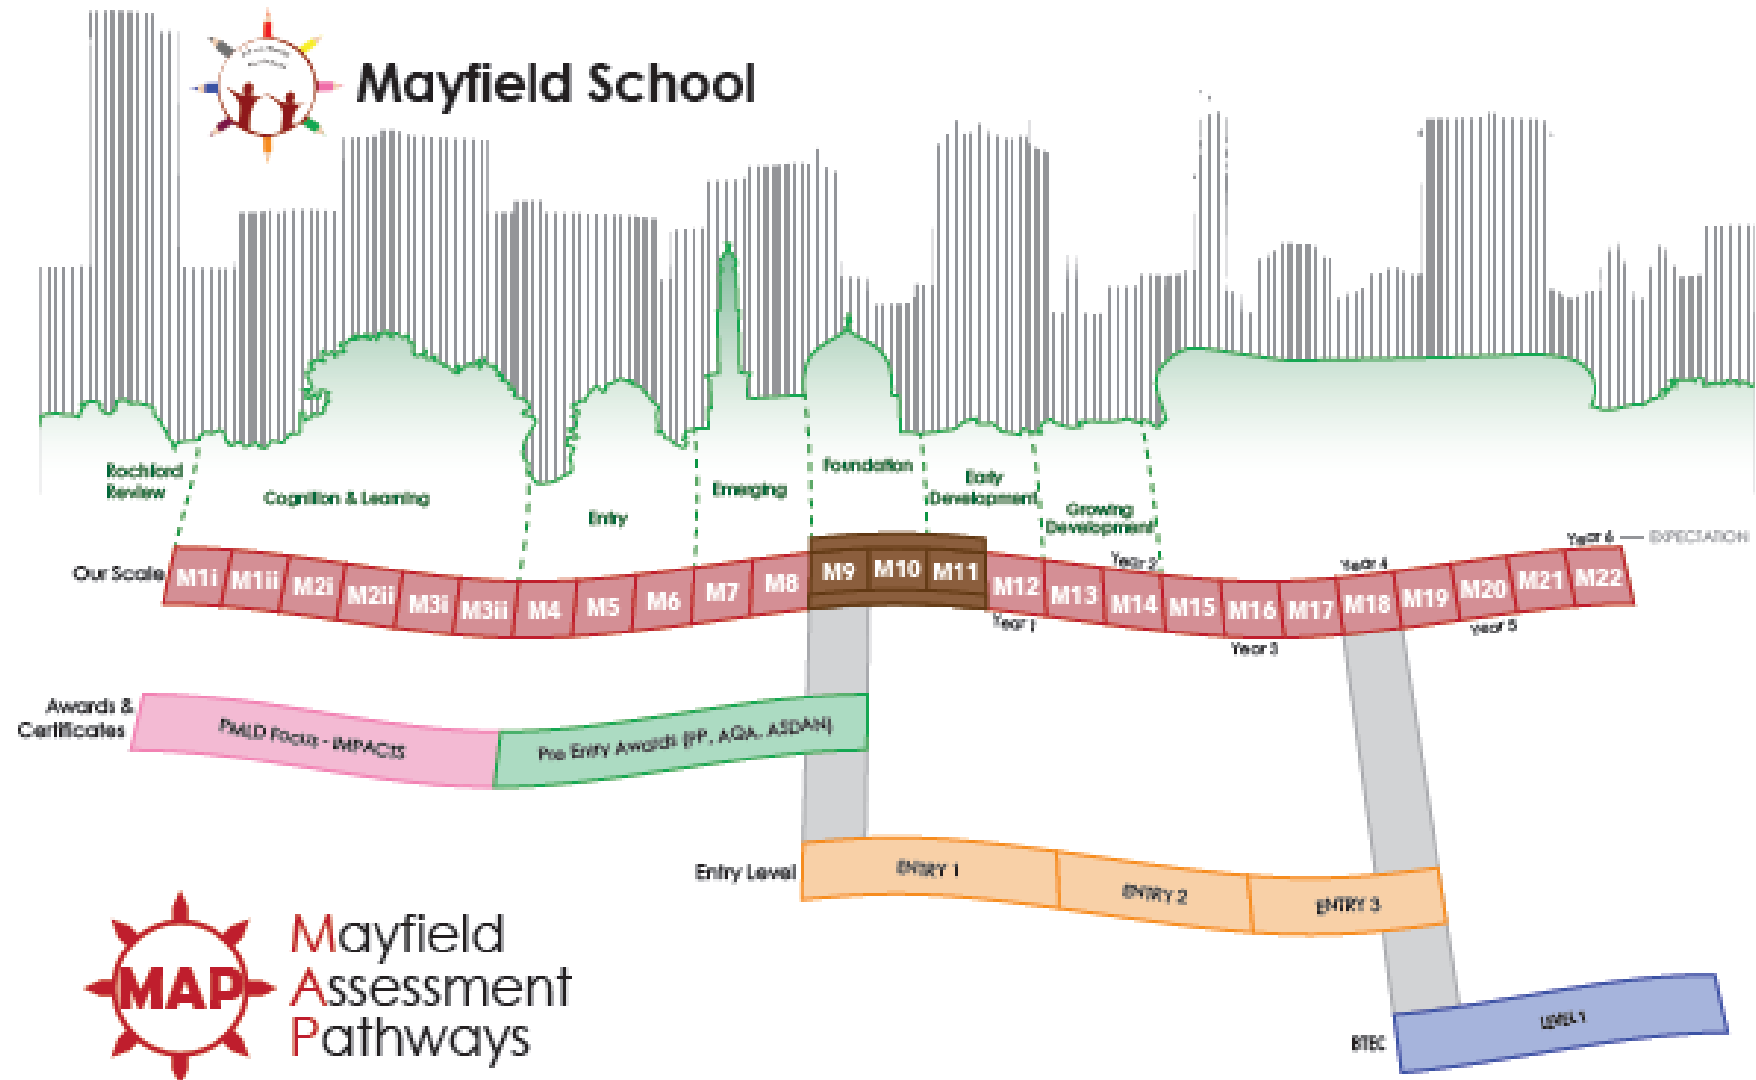 Mayfield School
Rochford
Review
Cognition & Learning
Entry
Emerging
Foundation
Early
Development
Growing
Development
Our Scale
M1i
M1ii
M2i
M2ii
M3i
M3ii
M4
M5
M6
M7
M8
M9
M10
M11
M12
M13
M14
M15
M16
M17
M18
M19
M20
M21
M22
Year 1
Year 2
Year 3
Year 4
Year 5
Year 6
EXPECTATION
Awards &
Certificates
PMLD Focus - IMPACTS
Pre Entry Awards (PP, AQA, ASDAN)
Entry Level
ENTRY 1
ENTRY 2
ENTRY 3
BTEC
LEVEL 1
MAP
Mayfield
Assessment
Pathways